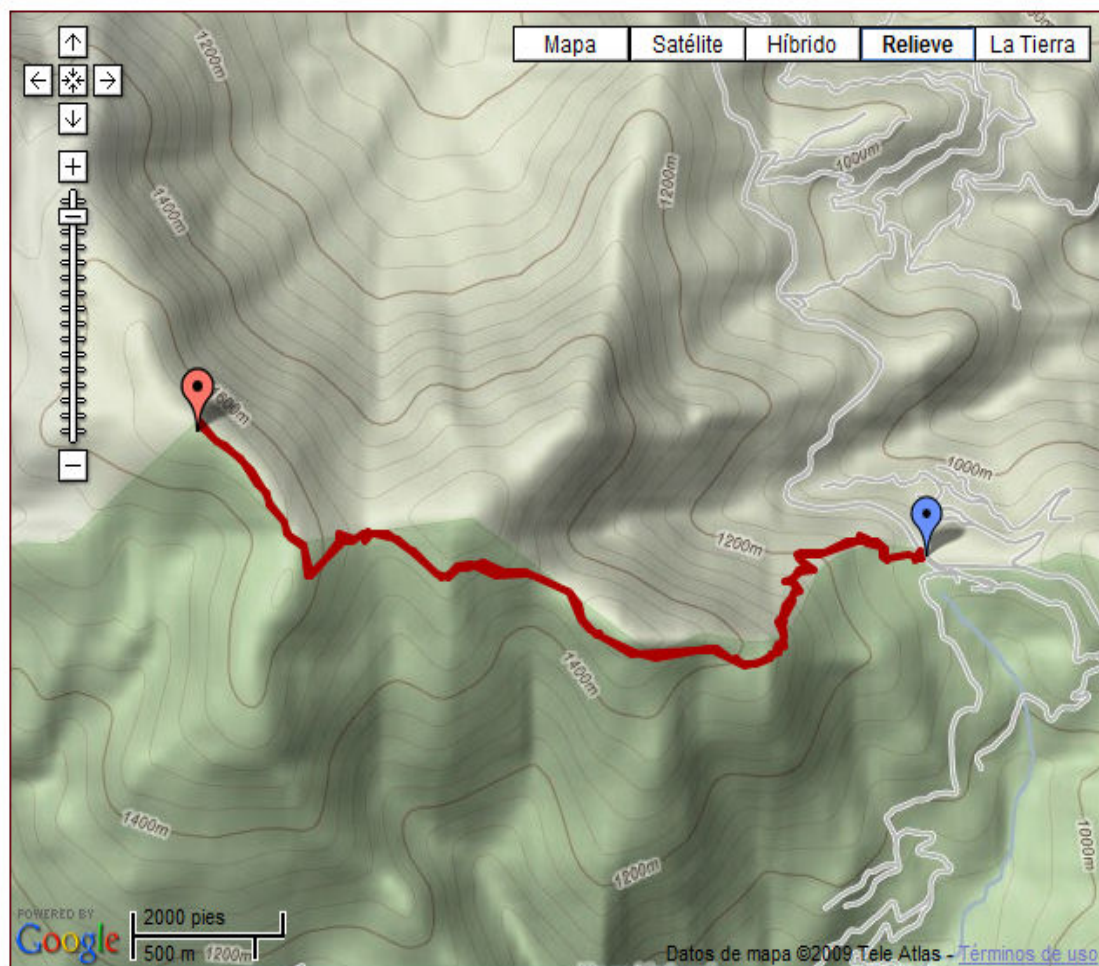 Mapa
Satélite
Híbrido
Relieve
La Tierra
1200m
1400m
1200m
1000m
1600m
1000m
1200m
1400m
1400m
1200m
1000m
POWERED BY
Google
2000 pies
500 m
1200m
Datos de mapa ©2009 Tele Atlas - Términos de uso